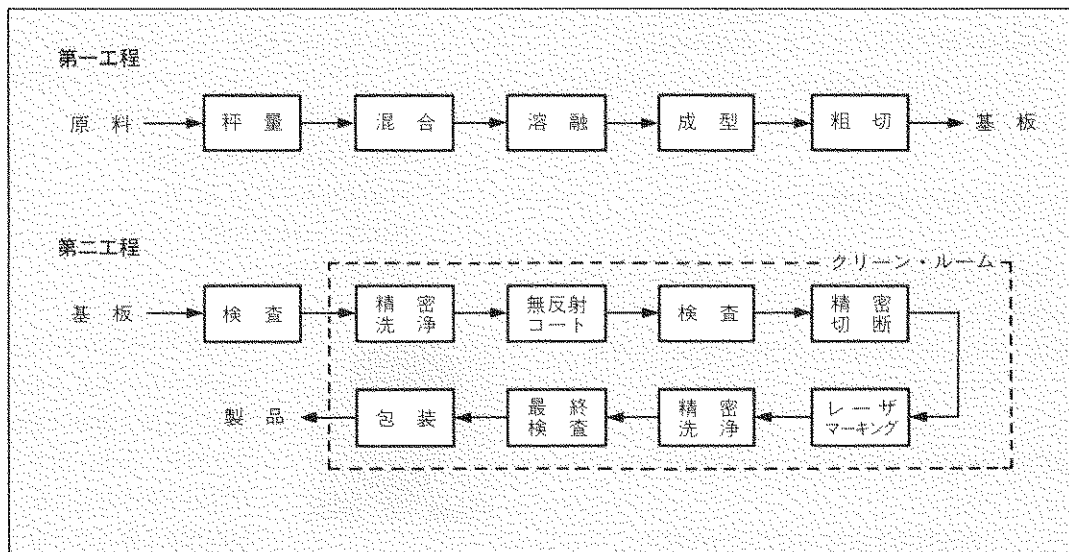 第一工程
原料
秤量
混合
溶融
成型
粗切
基板
第二工程
クリーン・ルーム
基板
検査
精密
洗浄
無反射
コート
検査
精密
切断
レーザ
マーキング
精密
洗浄
最終
検査
包装
製品